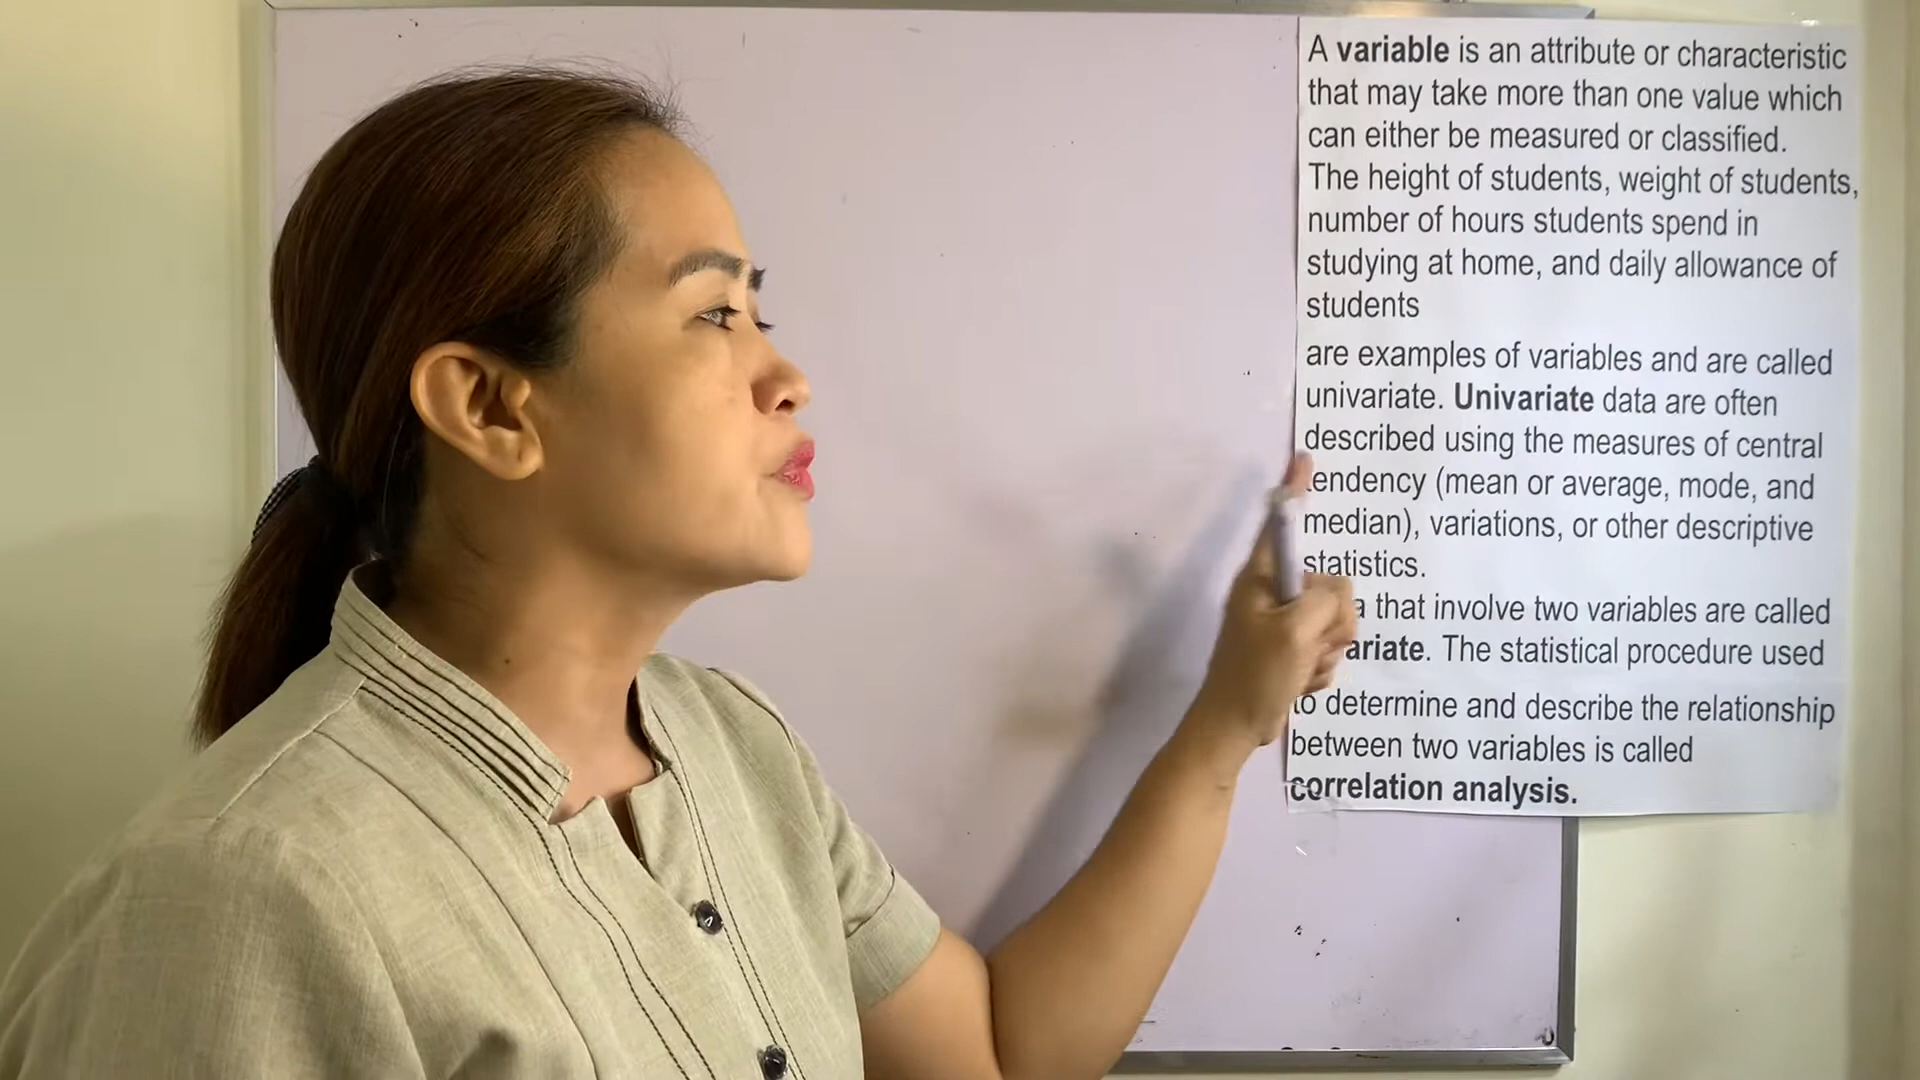 A variable is an attribute or characteristic
that may take more than one value which
can either be measured or classified.
The height of students, weight of students,
number of hours students spend in
studying at home, and daily allowance of
students
are examples of variables and are called
univariate. Univariate data are often
described using the measures of central
tendency (mean or average, mode, and
median), variations, or other descriptive
statistics.
that involve two variables are called
ariate. The statistical procedure used
to determine and describe the relationship
between two variables is called
correlation analysis.